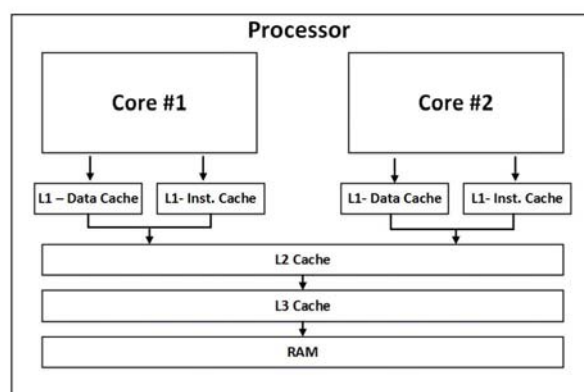 Processor
Core #1
Core #2
L1 – Data Cache
L1- Inst. Cache
L1- Data Cache
L1- Inst. Cache
L2 Cache
L3 Cache
RAM